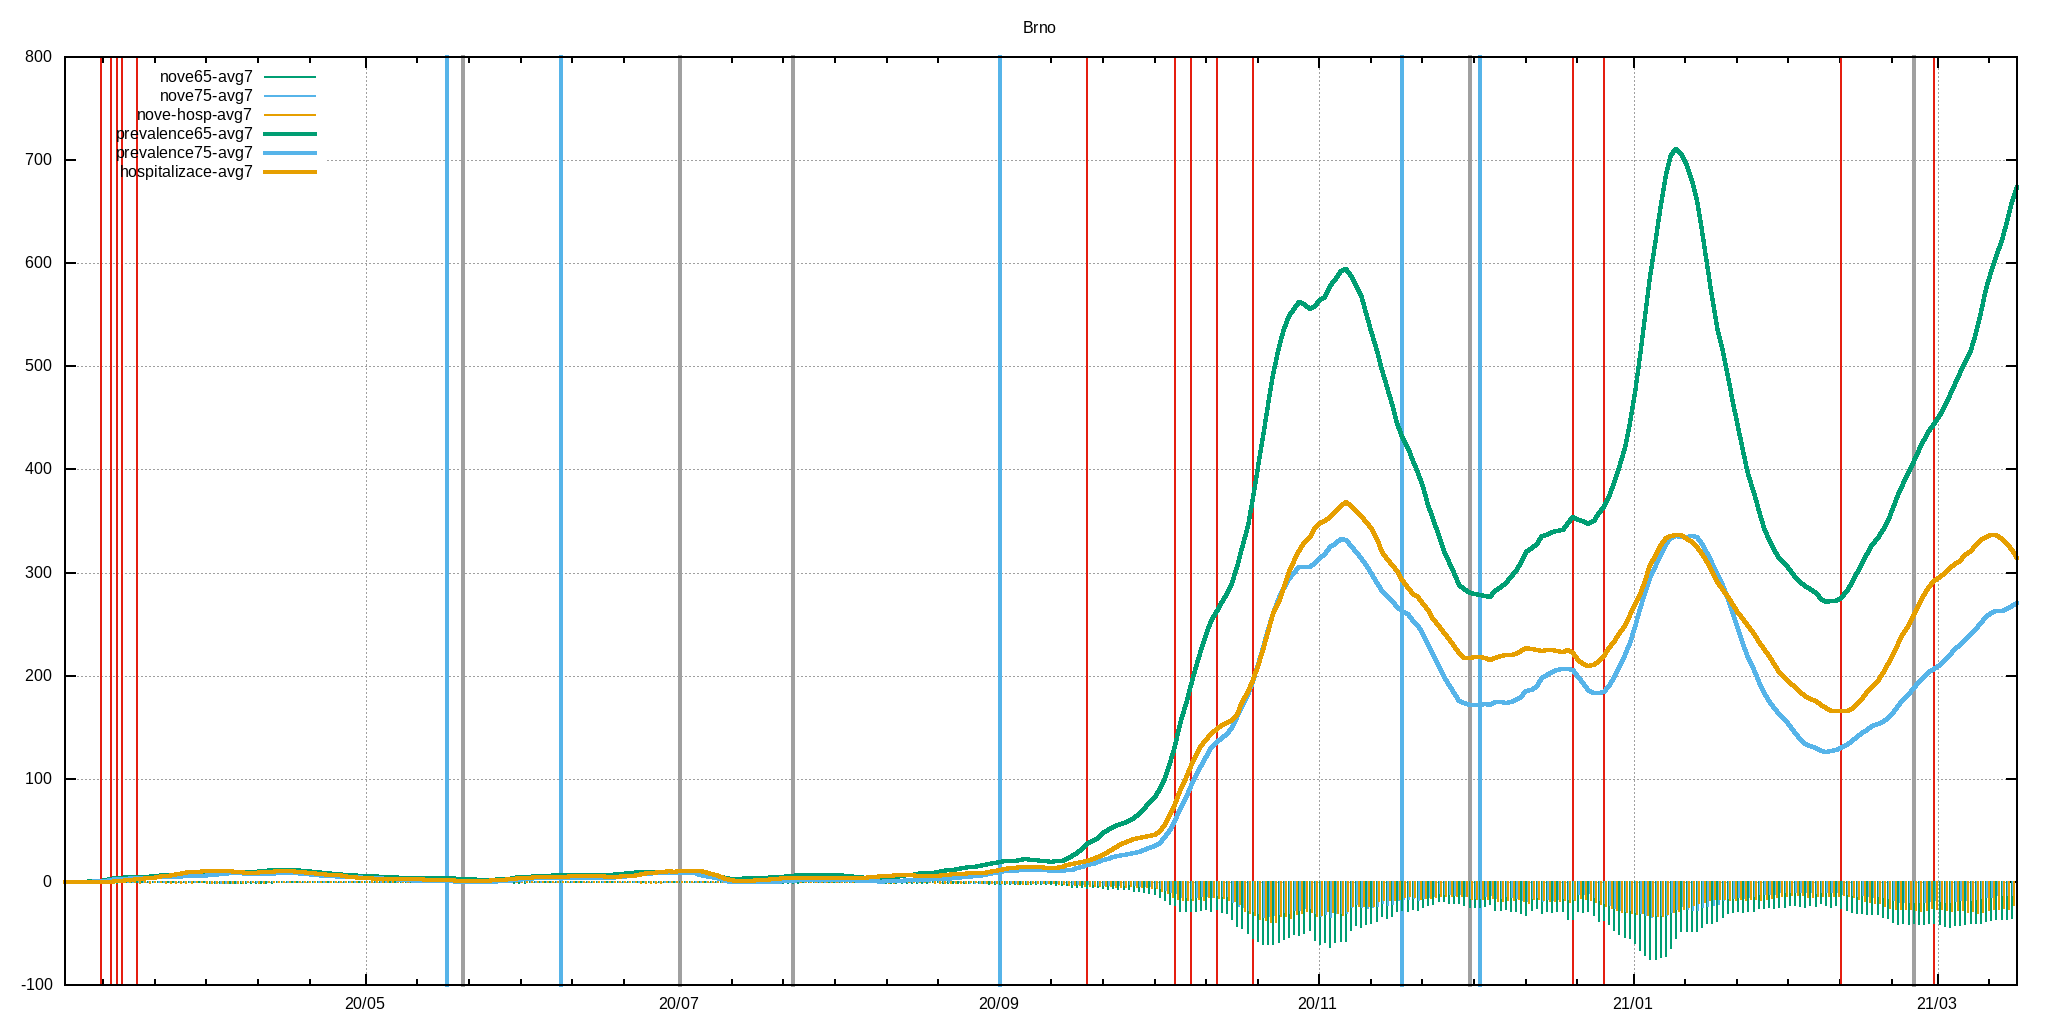 Brno
800
700
600
500
400
300
200
100
0
-100
nove65-avg7
nove75-avg7
nove-hosp-avg7
prevalence65-avg7
prevalence75-avg7
hospitalizace-avg7
20/05
20/07
20/09
20/11
21/01
21/03